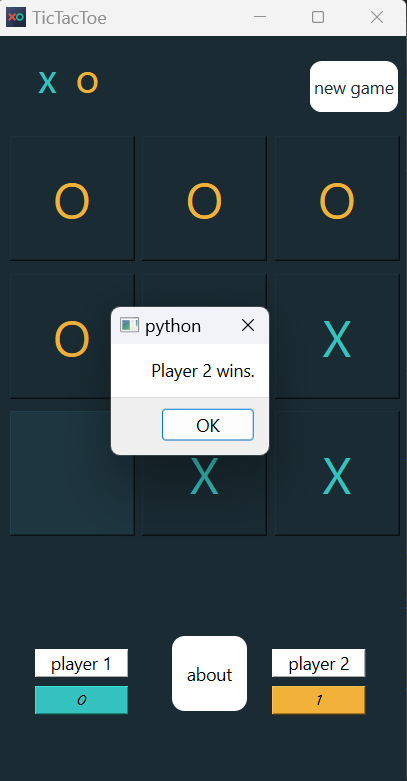 TicTacToe
X O
new game
O O O
O X
python
Player 2 wins.
OK
X X
player 1
about
player 2
0
1